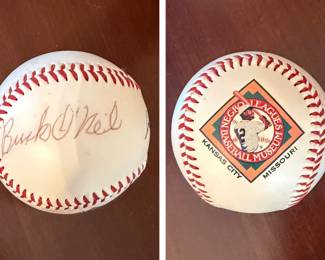 Buck O'Neil
NEGRO LEAGUES
BASEBALL MUSEUM
KANSAS CITY
MISSOURI